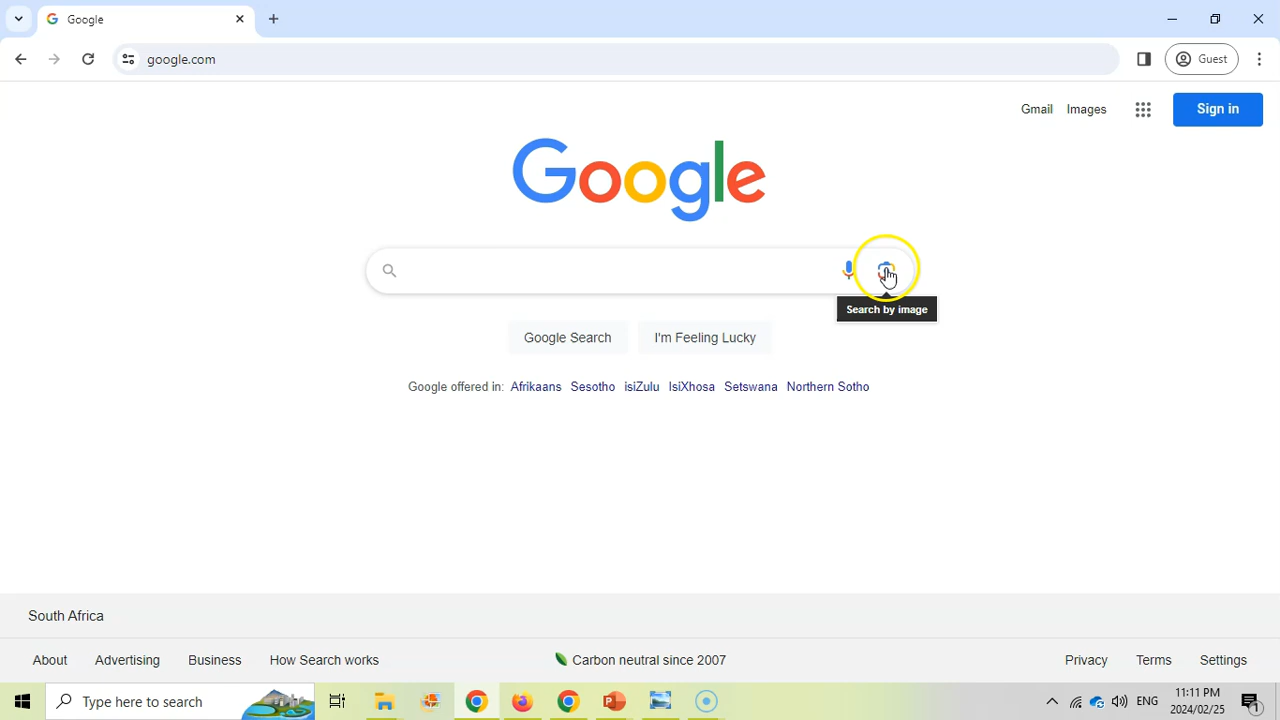 Google
google.com
Guest
Gmail Images Sign in
Google
Search by image
Google Search I'm Feeling Lucky
Google offered in: Afrikaans Sesotho isiZulu IsiXhosa Setswana Northern Sotho
South Africa
About Advertising Business How Search works Carbon neutral since 2007 Privacy Terms Settings
Type here to search ENG 11:11 PM
2024/02/25 1